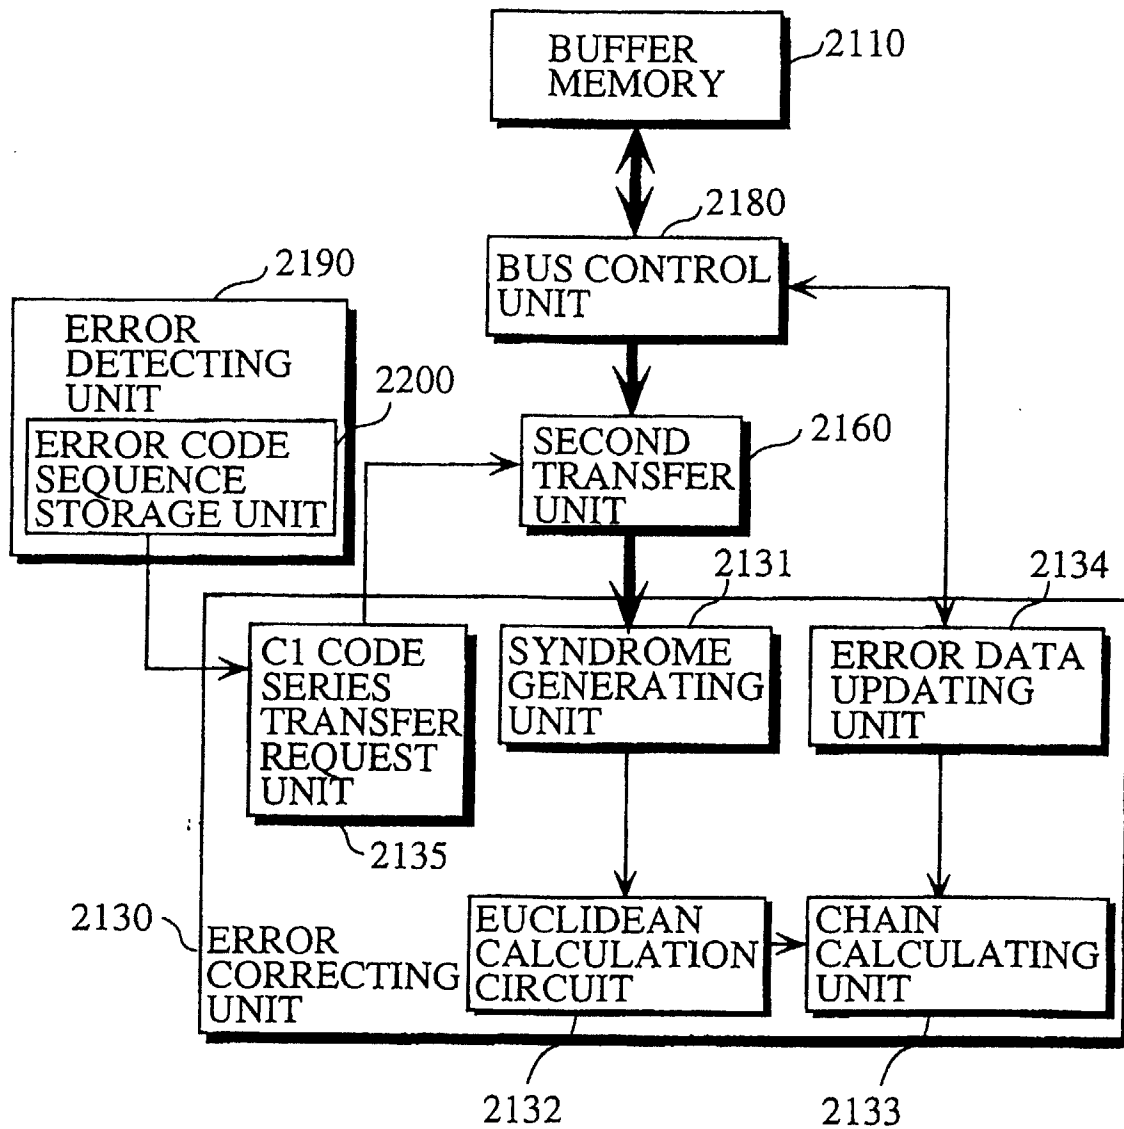 BUFFER
MEMORY
2110
2180
BUS CONTROL
UNIT
2190
ERROR
DETECTING
UNIT
2200
ERROR CODE
SEQUENCE
STORAGE UNIT
SECOND
TRANSFER
UNIT
2160
2131
2134
C1 CODE
SERIES
TRANSFER
REQUEST
UNIT
2135
SYNDROME
GENERATING
UNIT
ERROR DATA
UPDATING
UNIT
2130
ERROR
CORRECTING
UNIT
EUCLIDEAN
CALCULATION
CIRCUIT
CHAIN
CALCULATING
UNIT
2132
2133